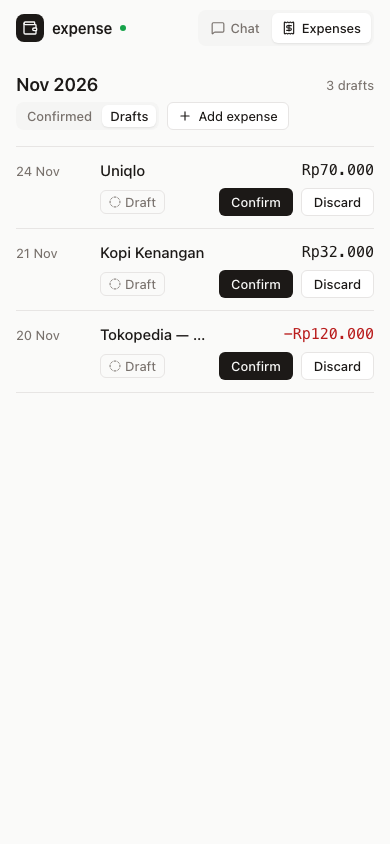 expense
Chat
Expenses
Nov 2026
3 drafts
Confirmed
Drafts
Add expense
24 Nov
Uniqlo
Rp70.000
Draft
Confirm
Discard
21 Nov
Kopi Kenangan
Rp32.000
Draft
Confirm
Discard
20 Nov
Tokopedia — ...
−Rp120.000
Draft
Confirm
Discard